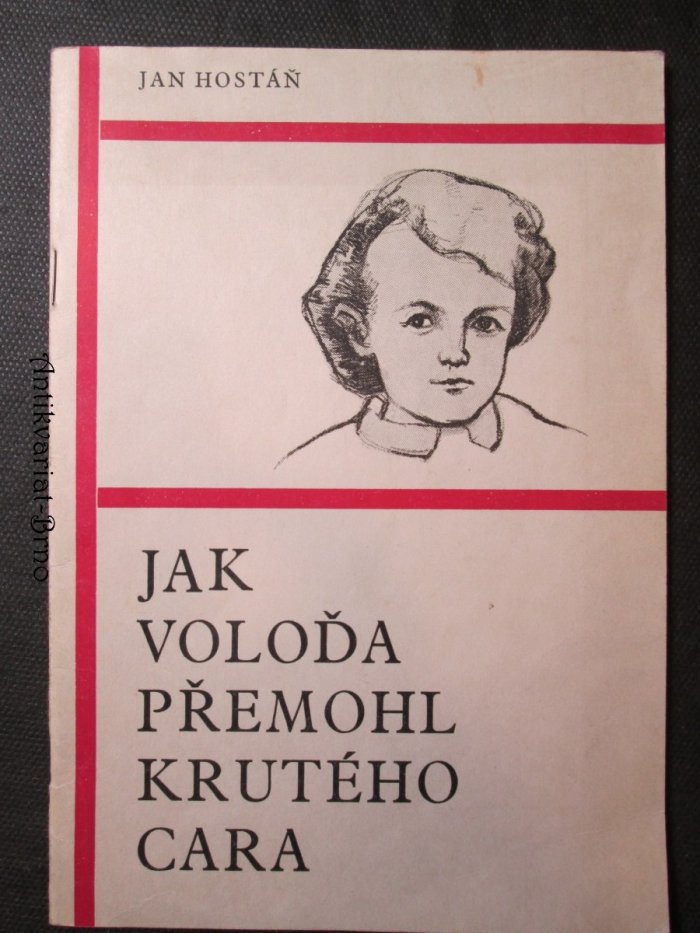 JAN HOSTÁŇ
JAK
VOLOĎA
PŘEMOHL
KRUTÉHO
CARA
Antikvariat-Brno